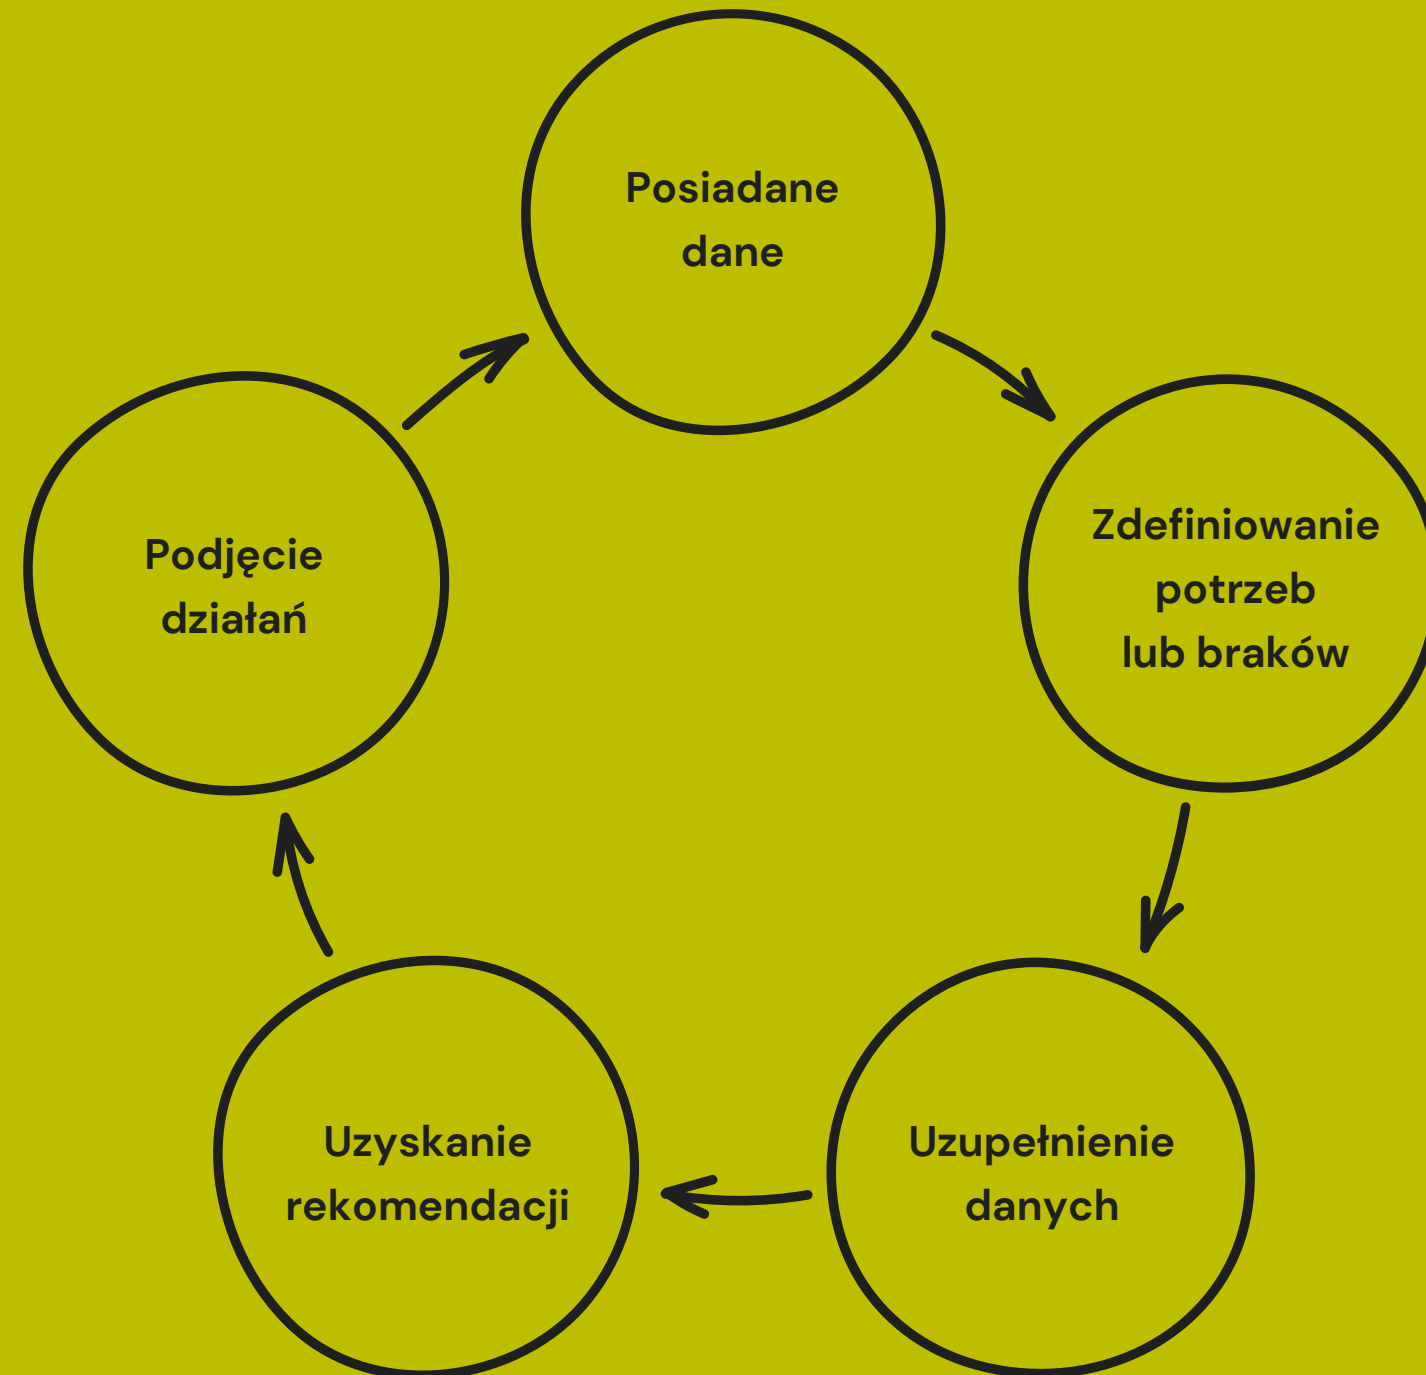 Posiadane
dane
Zdefiniowanie
potrzeb
lub braków
Uzupełnienie
danych
Uzyskanie
rekomendacji
Podjęcie
działań